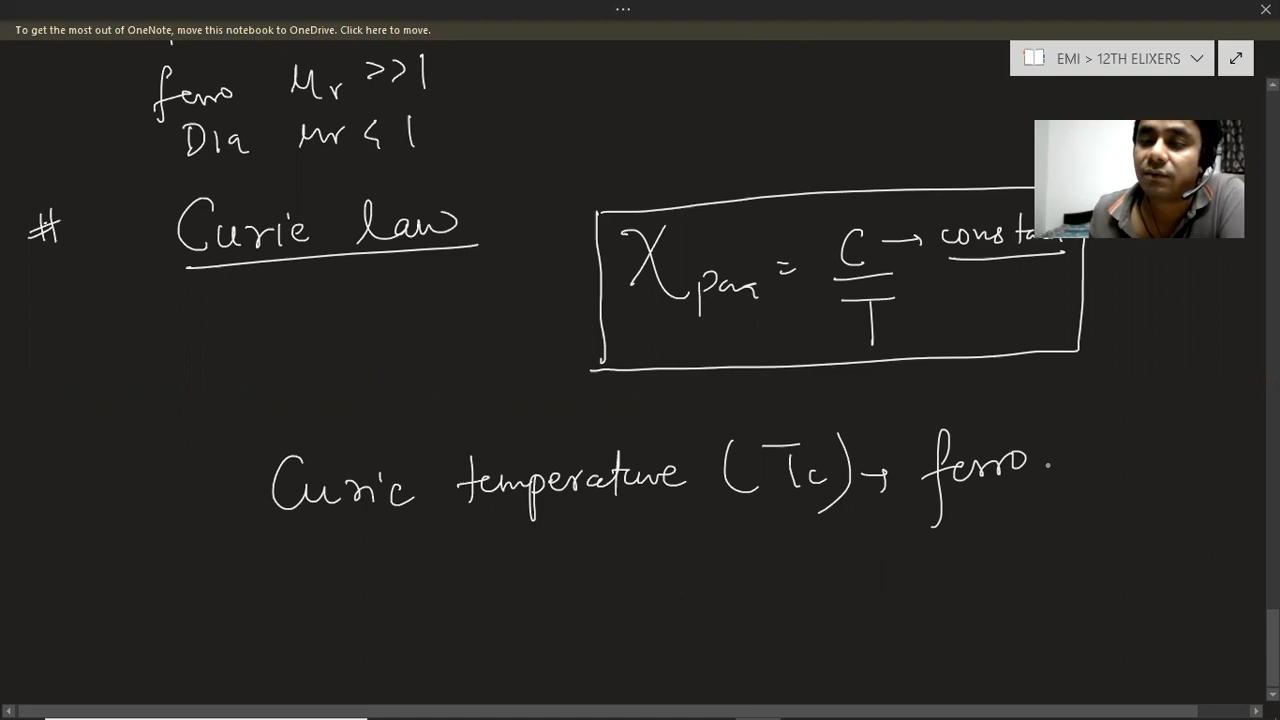 To get the most out of OneNote, move this notebook to OneDrive. Click here to move.
EMI > 12TH ELIXERS
ferro μr >>1
Dia μr < 1
# Curie law
χpara = C/T → constan
Curie temperature (Tc) → ferro.